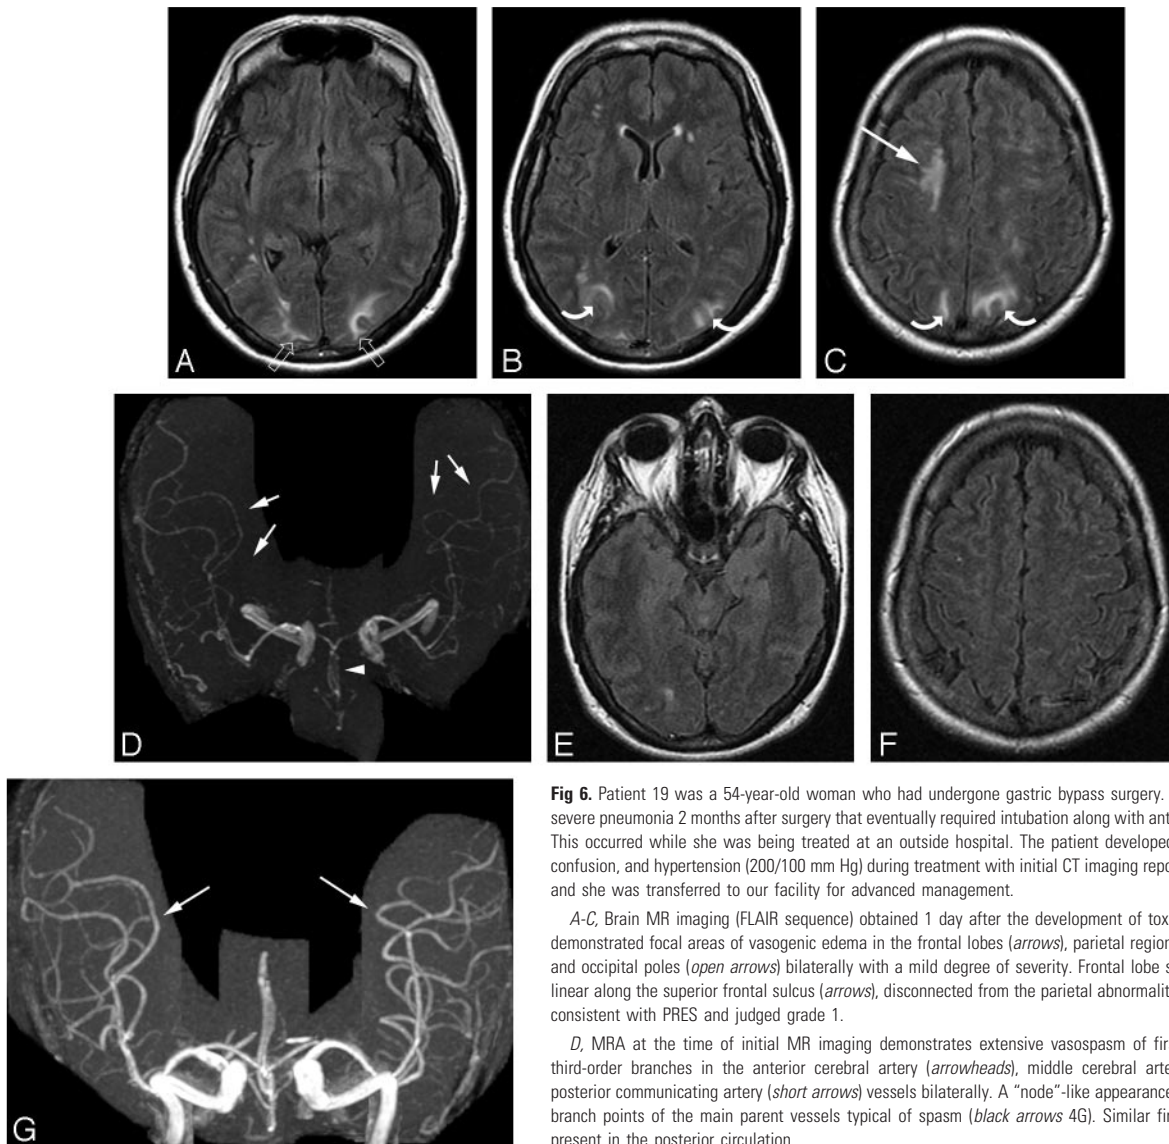 A
B
C
D
E
F
G
Fig 6. Patient 19 was a 54-year-old woman who had undergone gastric bypass surgery.
severe pneumonia 2 months after surgery that eventually required intubation along with ant
This occurred while she was being treated at an outside hospital. The patient developed
confusion, and hypertension (200/100 mm Hg) during treatment with initial CT imaging repo
and she was transferred to our facility for advanced management.
A-C, Brain MR imaging (FLAIR sequence) obtained 1 day after the development of tox
demonstrated focal areas of vasogenic edema in the frontal lobes (arrows), parietal region
and occipital poles (open arrows) bilaterally with a mild degree of severity. Frontal lobe s
linear along the superior frontal sulcus (arrows), disconnected from the parietal abnormalit
consistent with PRES and judged grade 1.
D, MRA at the time of initial MR imaging demonstrates extensive vasospasm of fir
third-order branches in the anterior cerebral artery (arrowheads), middle cerebral arte
posterior communicating artery (short arrows) vessels bilaterally. A “node”-like appearance
branch points of the main parent vessels typical of spasm (black arrows 4G). Similar fin
present in the posterior circulation.